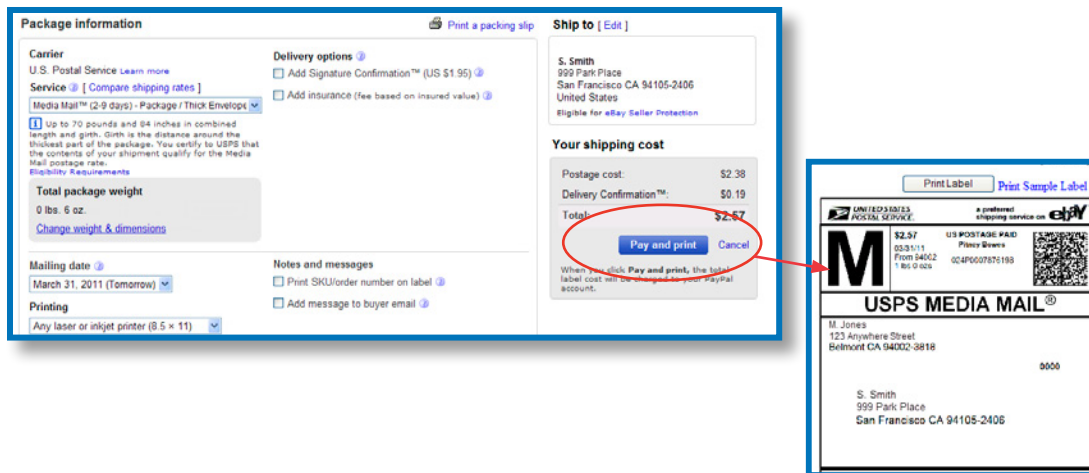 Package information
Print a packing slip
Carrier
U.S. Postal Service Learn more
Service [ Compare shipping rates ]
Media Mail™ (2-9 days) - Package / Thick Envelope
Up to 70 pounds and 84 inches in combined
length and girth. Girth is the distance around the
thickest part of the package. You certify to USPS that
the contents of your shipment qualify for the Media
Mail postage rate.
Eligibility Requirements
Total package weight
0 lbs. 6 oz.
Change weight & dimensions
Mailing date
March 31, 2011 (Tomorrow)
Printing
Any laser or inkjet printer (8.5 × 11)
Delivery options
Add Signature Confirmation™ (US $1.95)
Add insurance (fee based on insured value)
Notes and messages
Print SKU/order number on label
Add message to buyer email
Ship to [ Edit ]
S. Smith
999 Park Place
San Francisco CA 94105-2406
United States
Eligible for eBay Seller Protection
Your shipping cost
Postage cost: $2.38
Delivery Confirmation™: $0.19
Total: $2.57
Pay and print Cancel
When you click Pay and print, the total
label cost will be charged to your PayPal
account.
Print Label Print Sample Label
UNITED STATES
POSTAL SERVICE
a preferred
shipping service on ebY
M
$2.57 US POSTAGE PAID
03/31/11 Pitney Bowes
From 94002 024P0007876198
1 lbs 0 ozs
USPS MEDIA MAIL®
M. Jones
123 Anywhere Street
Belmont CA 94002-3818
0000
S. Smith
999 Park Place
San Francisco CA 94105-2406